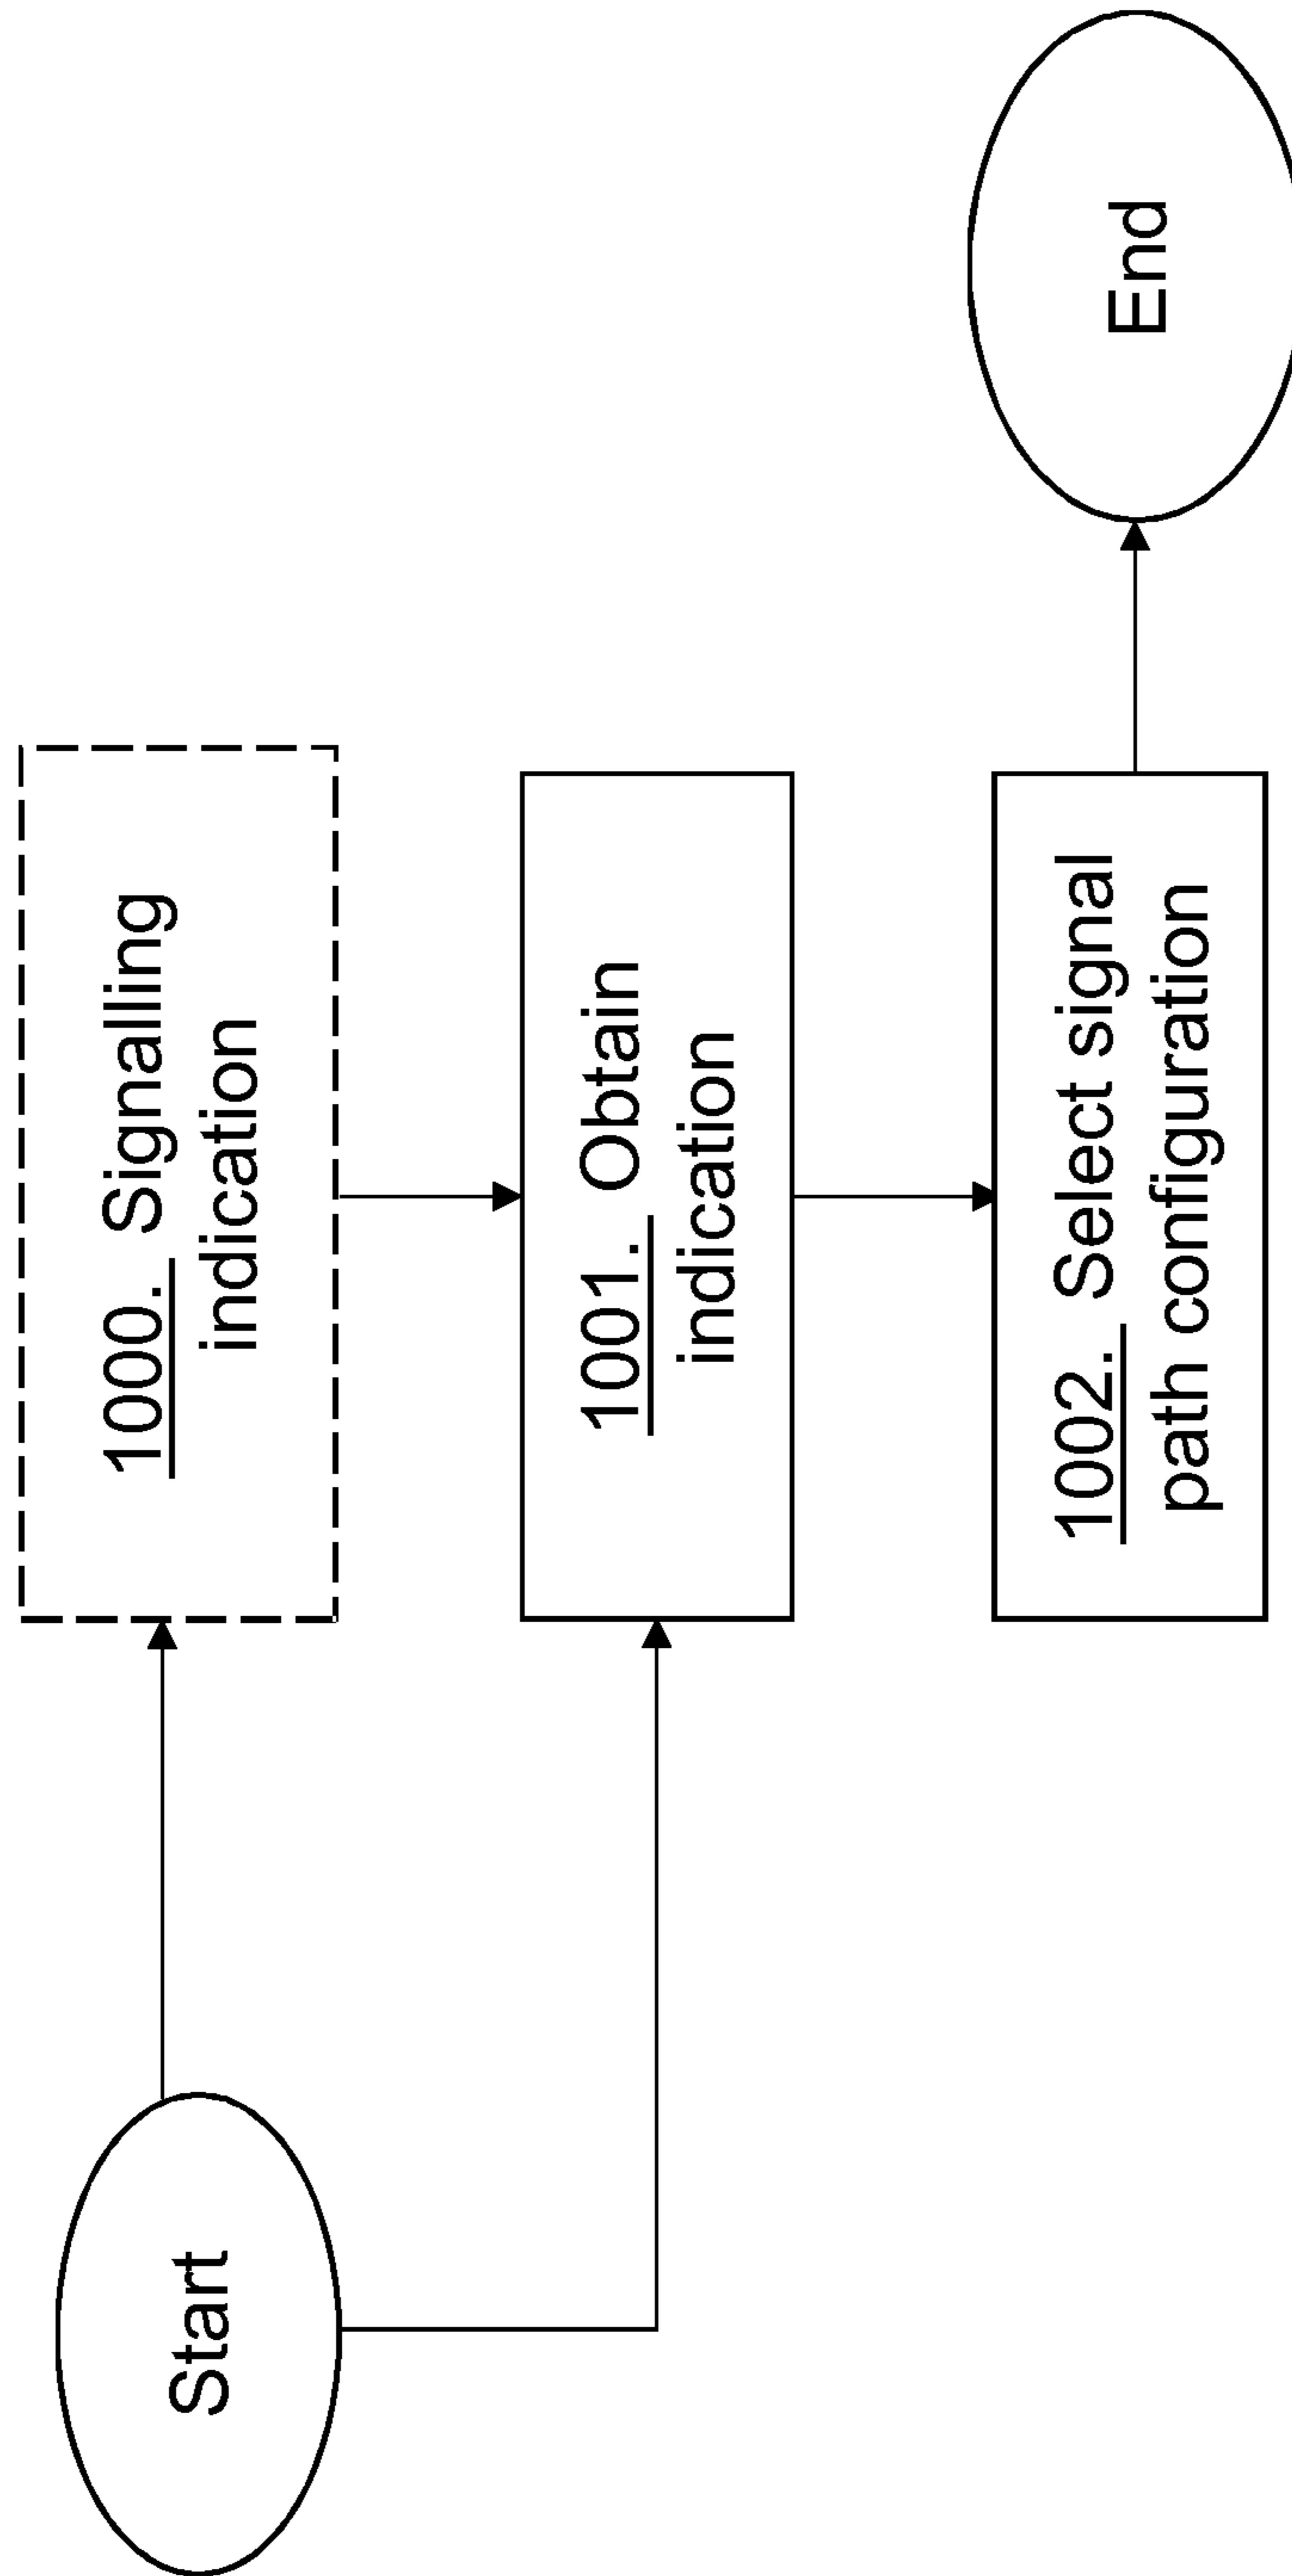 Start
1000. Signalling
indication
1001. Obtain
indication
1002. Select signal
path configuration
End